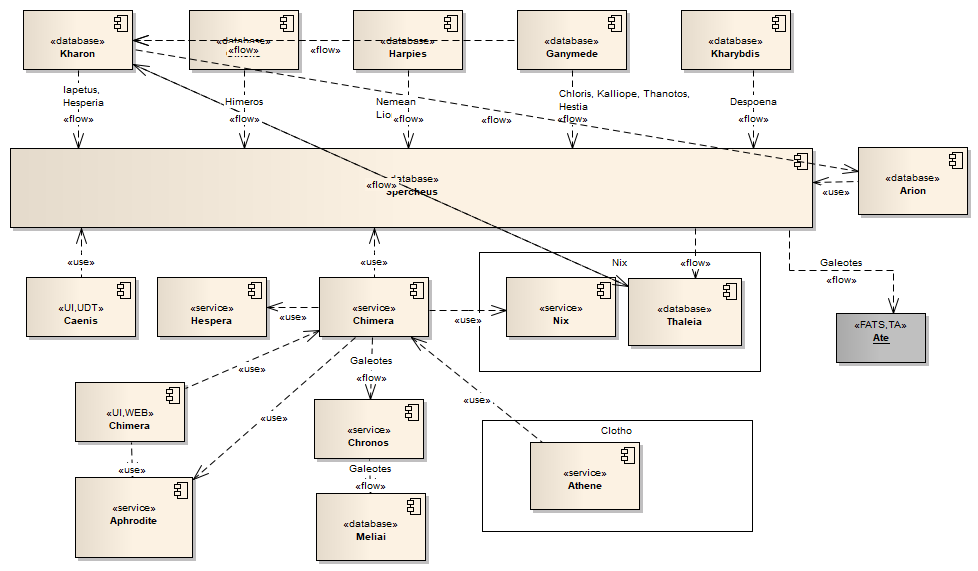 «database»
Kharon
«database»
«flow»
«database»
Harpies
«flow»
«database»
Ganymede
«database»
Kharybdis
Iapetus,
Hesperia
«flow»
Himeros
«flow»
Nemean
Lio
«flow»
«flow»
Chloris, Kalliope, Thanotos,
Hestia
«flow»
Despoena
«flow»
«database»
Spercheus
«flow»
«database»
Arion
«use»
«use»
«use»
Nix
«flow»
Galeotes
«flow»
«UI,UDT»
Caenis
«service»
Hespera
«use»
«service»
Chimera
«use»
«service»
Nix
«database»
Thaleia
«FATS,TA»
Ate
«use»
Galeotes
«flow»
«use»
«use»
«UI,WEB»
Chimera
«use»
«service»
Aphrodite
«service»
Chronos
Galeotes
«flow»
«database»
Meliai
Clotho
«service»
Athene